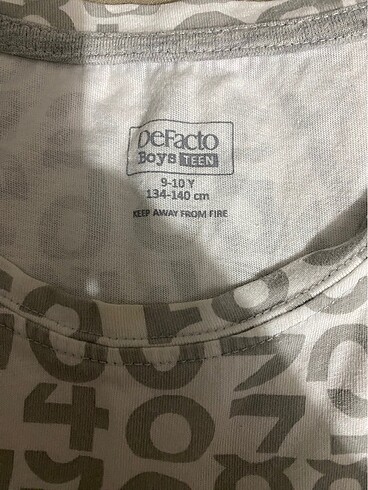 DeFacto
Boys TEEN
9-10 Y
134-140 cm
KEEP AWAY FROM FIRE